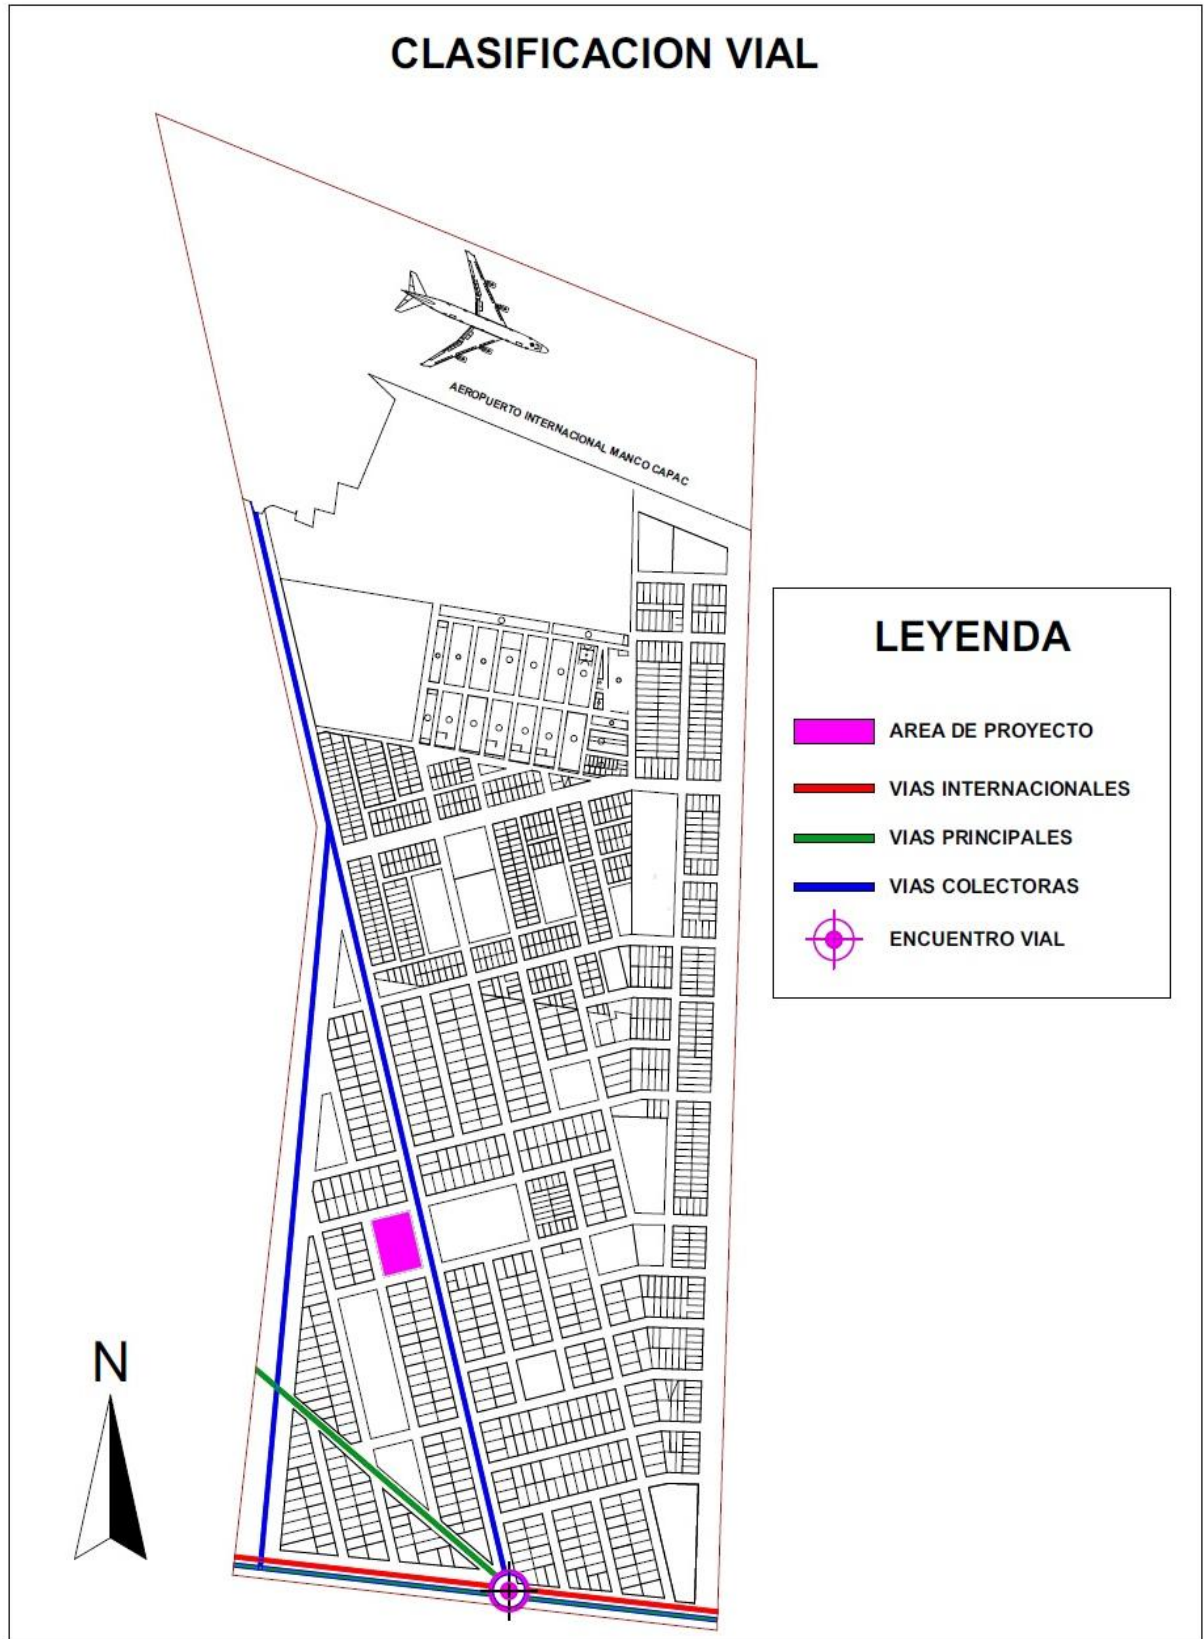 CLASIFICACION VIAL
AEROPUERTO INTERNACIONAL MANCO CAPAC
LEYENDA
AREA DE PROYECTO
VIAS INTERNACIONALES
VIAS PRINCIPALES
VIAS COLECTORAS
ENCUENTRO VIAL
N